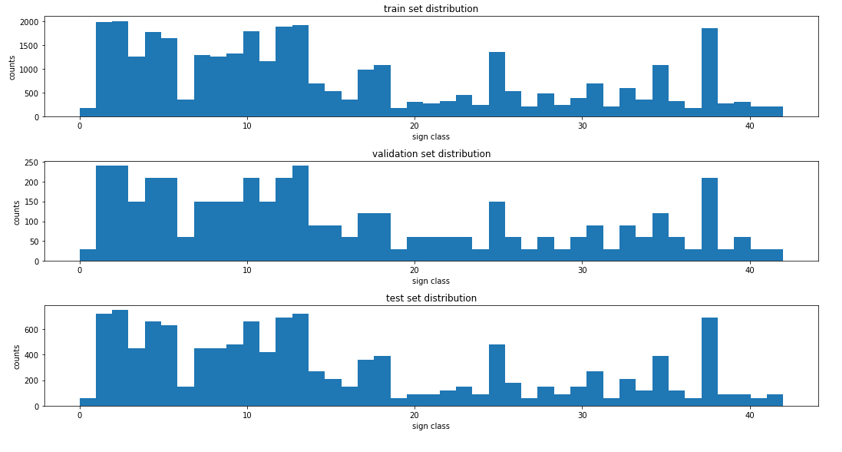 train set distribution
2000
1500
1000
500
0
counts
0 10 20 30 40
sign class
validation set distribution
250
200
150
100
50
0
counts
0 10 20 30 40
sign class
test set distribution
600
400
200
0
counts
0 10 20 30 40
sign class